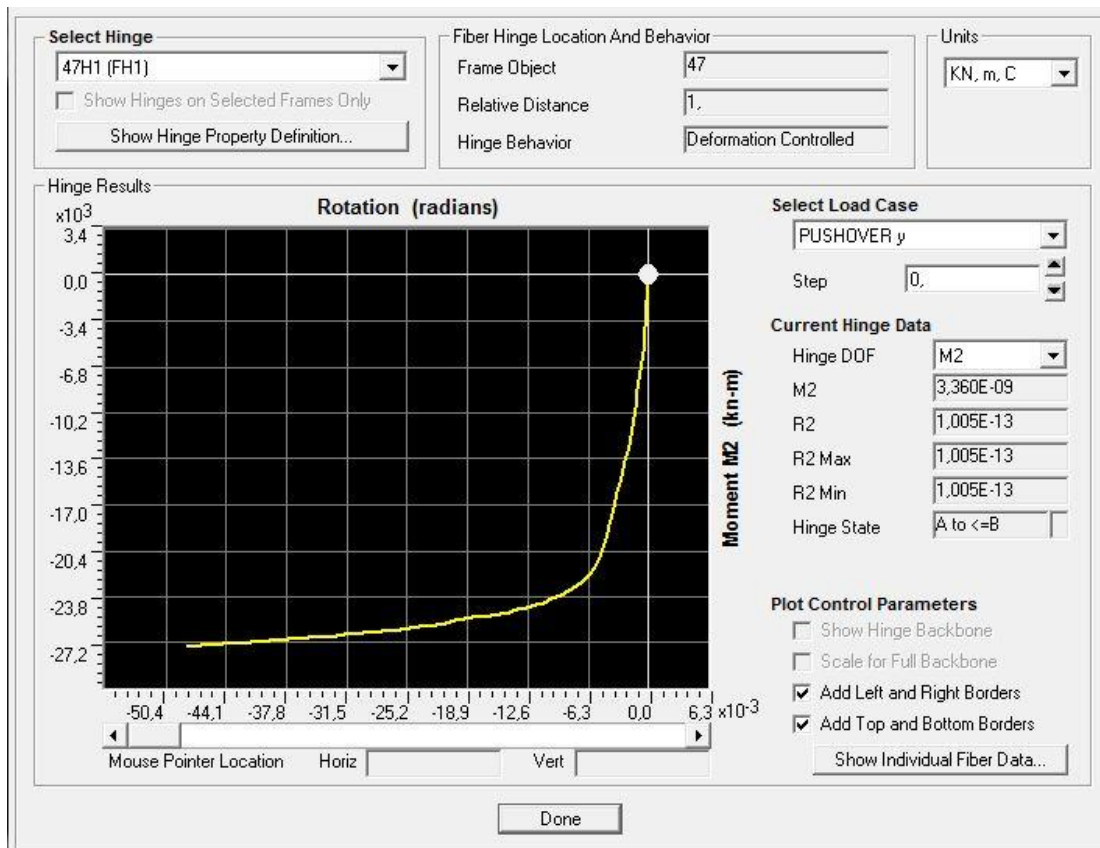 Select Hinge
47H1 (FH1)
Show Hinges on Selected Frames Only
Show Hinge Property Definition...
Fiber Hinge Location And Behavior
Frame Object 47
Relative Distance 1,
Hinge Behavior Deformation Controlled
Units
KN, m, C
Hinge Results
x10³ Rotation (radians)
3,4
0,0
-3,4
-6,8
-10,2
-13,6
-17,0
-20,4
-23,8
-27,2
-50,4 -44,1 -37,8 -31,5 -25,2 -18,9 -12,6 -6,3 0,0 6,3 x10⁻³
Moment M2 (kn-m)
Mouse Pointer Location Horiz Vert
Select Load Case
PUSHOVER y
Step 0,
Current Hinge Data
Hinge DOF M2
M2 3,360E-09
R2 1,005E-13
R2 Max 1,005E-13
R2 Min 1,005E-13
Hinge State A to <=B
Plot Control Parameters
Show Hinge Backbone
Scale for Full Backbone
Add Left and Right Borders
Add Top and Bottom Borders
Show Individual Fiber Data...
Done